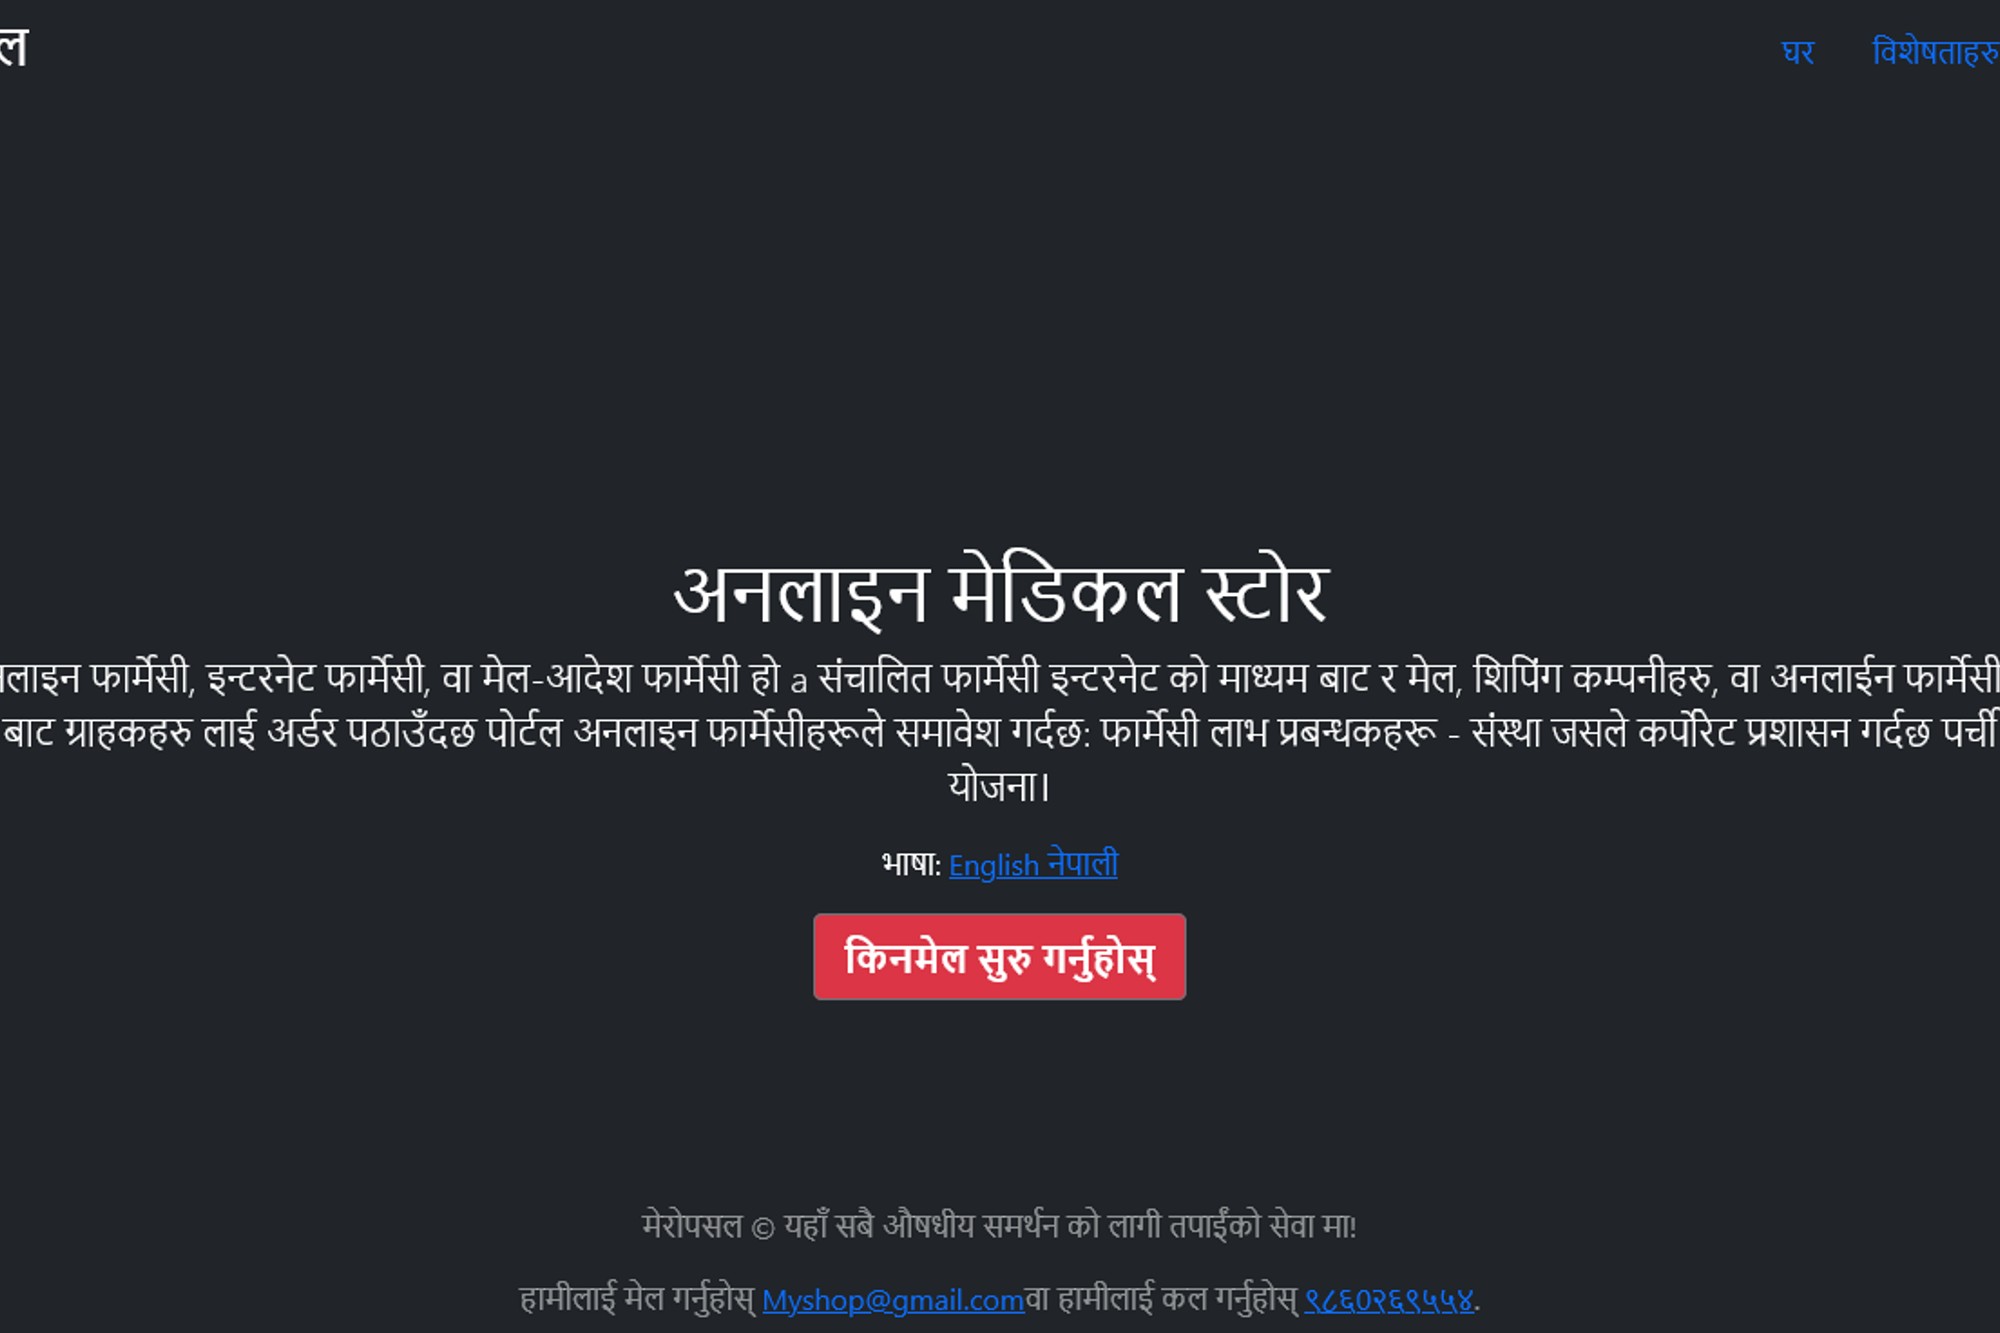 घर विशेषताहरु
अनलाइन मेडिकल स्टोर
फार्मेसी, इन्टरनेट फार्मेसी, वा मेल-आदेश फार्मेसी हो a संचालित फार्मेसी इन्टरनेट को माध्यम बाट र मेल, शिपिंग कम्पनीहरु, वा अनलाईन फार्मेसी
बाट ग्राहकहरु लाई अर्डर पठाउँदछ पोर्टल अनलाइन फार्मेसीहरूले समावेश गर्दछ: फार्मेसी लाभ प्रबन्धकहरू - संस्था जसले कर्पोरेट प्रशासन गर्दछ पर्ची
योजना।
भाषा: English नेपाली
किनमेल सुरु गर्नुहोस्
मेरोपसल © यहाँ सबै औषधीय समर्थन को लागी तपाईंको सेवा मा!
हामीलाई मेल गर्नुहोस् Myshop@gmail.comवा हामीलाई कल गर्नुहोस् ९८६०२६९५५४.